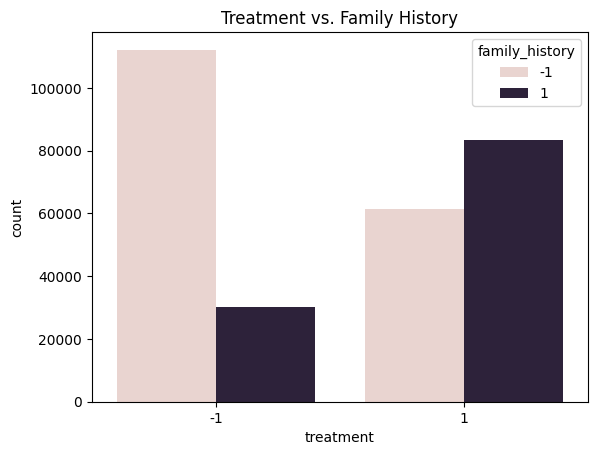 Treatment vs. Family History
family_history
-1
1
100000
80000
60000
40000
20000
0
count
-1
1
treatment